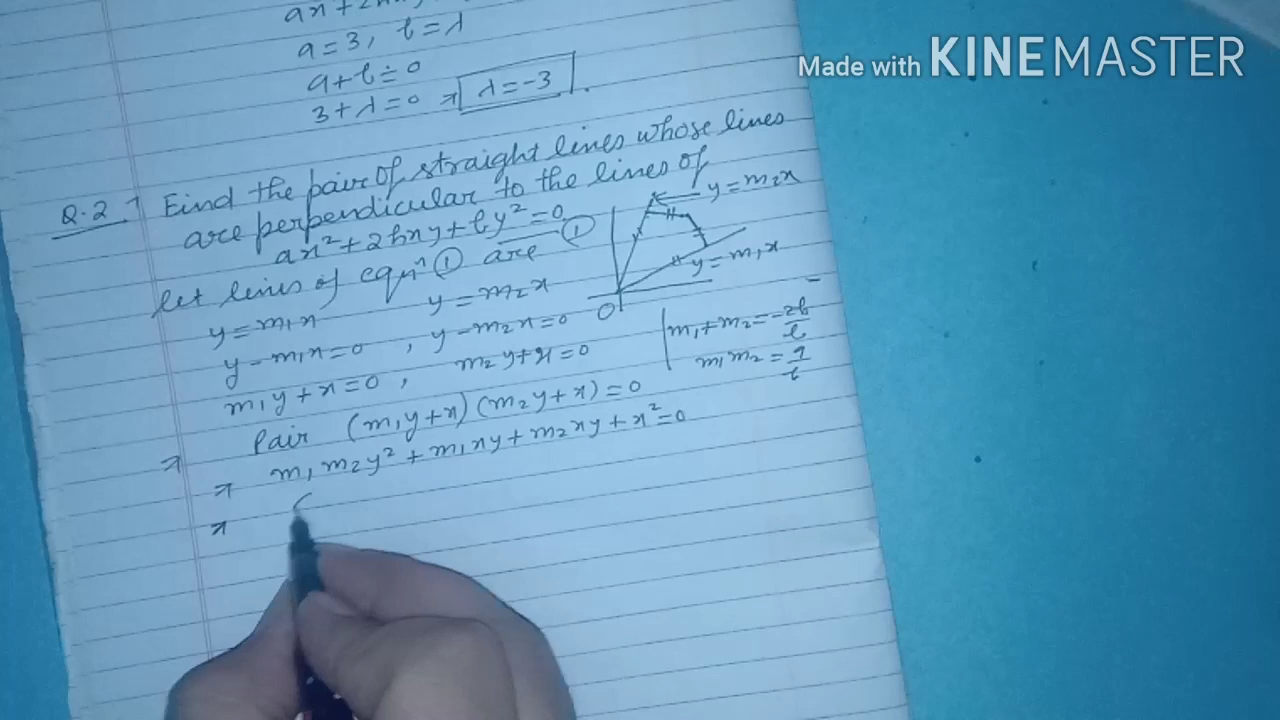 Made with KINEMASTER
a = 3, b = λ
a + b = 0
3 + λ = 0 ⇒ λ = -3
Q.2 Find the pair of straight lines whose lines
are perpendicular to the lines of
ax² + 2hxy + by² = 0 ①
y = m₂x
let lines of eqⁿ ① are
y = m₁x
O
y = m₁x y = m₂x
y - m₁x = 0 , y - m₂x = 0
m₁ + m₂ = -2h/b
m₁y + x = 0 , m₂y + x = 0
m₁m₂ = a/b
⇒ Pair (m₁y + x) (m₂y + x) = 0
⇒ m₁m₂y² + m₁xy + m₂xy + x² = 0
⇒ (